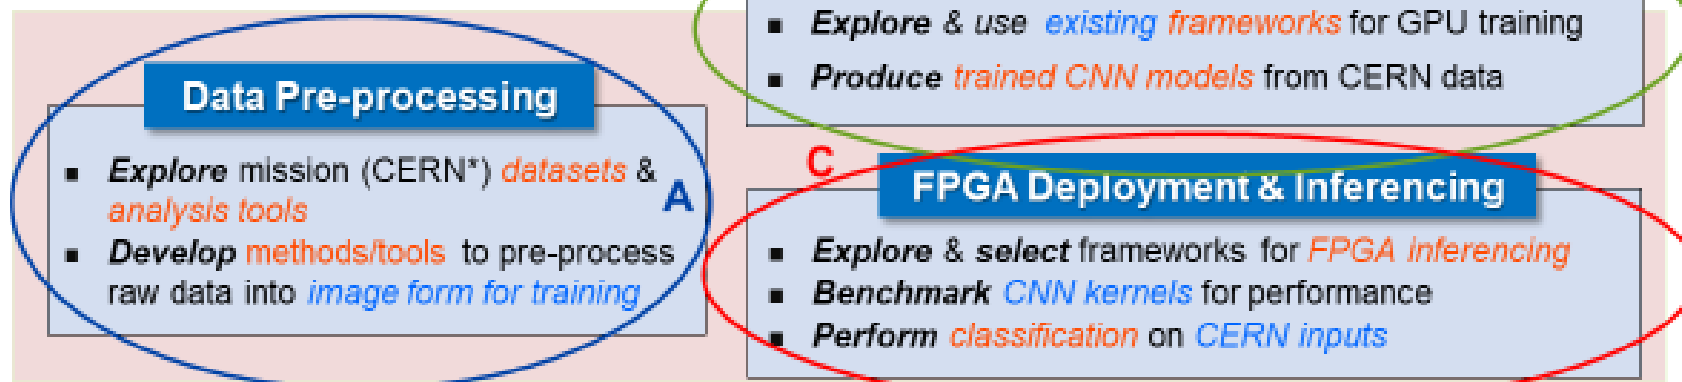 Data Pre-processing
▪ Explore mission (CERN*) datasets &
analysis tools
▪ Develop methods/tools to pre-process
raw data into image form for training
A
▪ Explore & use existing frameworks for GPU training
▪ Produce trained CNN models from CERN data
C
FPGA Deployment & Inferencing
▪ Explore & select frameworks for FPGA inferencing
▪ Benchmark CNN kernels for performance
▪ Perform classification on CERN inputs